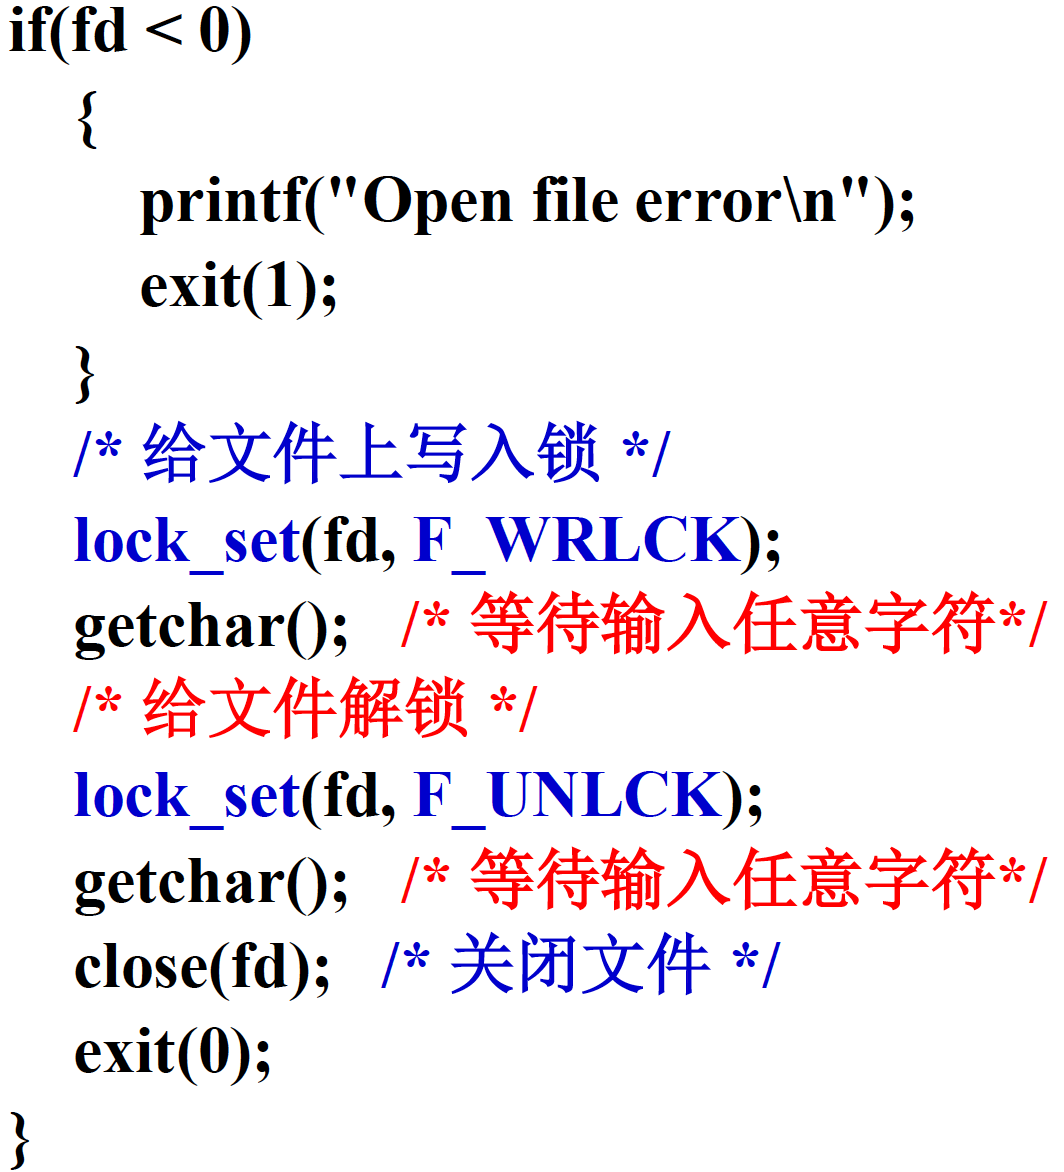 if(fd < 0)
{
printf("Open file error\n");
exit(1);
}
/* 给文件上写入锁 */
lock_set(fd, F_WRLCK);
getchar(); /* 等待输入任意字符*/
/* 给文件解锁 */
lock_set(fd, F_UNLCK);
getchar(); /* 等待输入任意字符*/
close(fd); /* 关闭文件 */
exit(0);
}